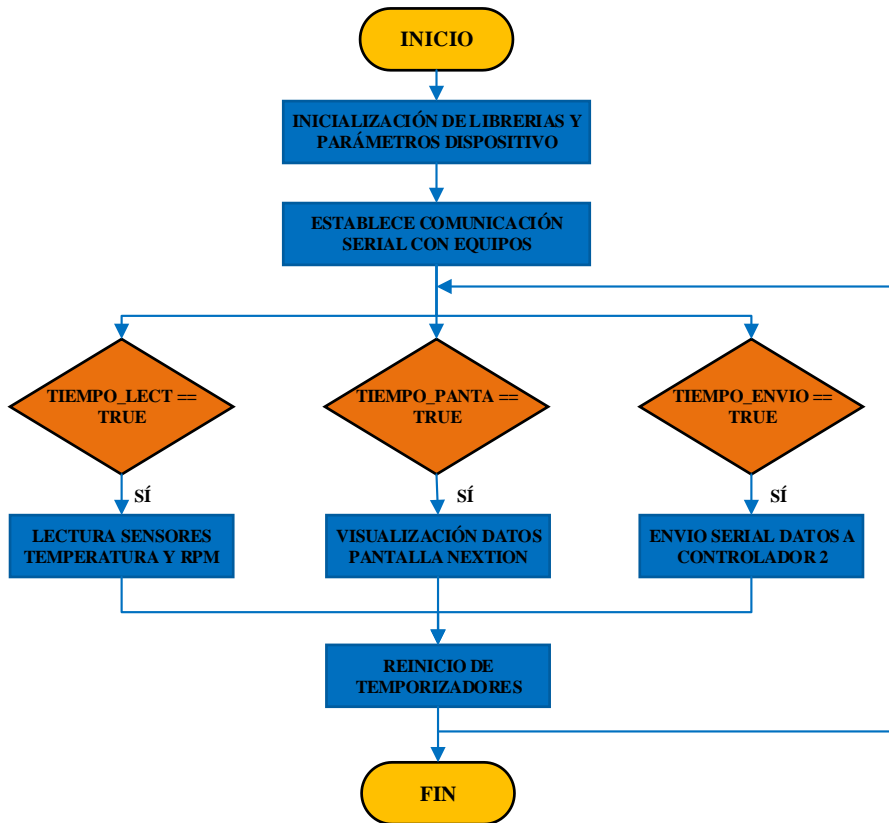 INICIO
INICIALIZACIÓN DE LIBRERIAS Y
PARÁMETROS DISPOSITIVO
ESTABLECE COMUNICACIÓN
SERIAL CON EQUIPOS
TIEMPO_LECT ==
TRUE
TIEMPO_PANTA ==
TRUE
TIEMPO_ENVIO ==
TRUE
SÍ
SÍ
SÍ
LECTURA SENSORES
TEMPERATURA Y RPM
VISUALIZACIÓN DATOS
PANTALLA NEXTION
ENVIO SERIAL DATOS A
CONTROLADOR 2
REINICIO DE
TEMPORIZADORES
FIN